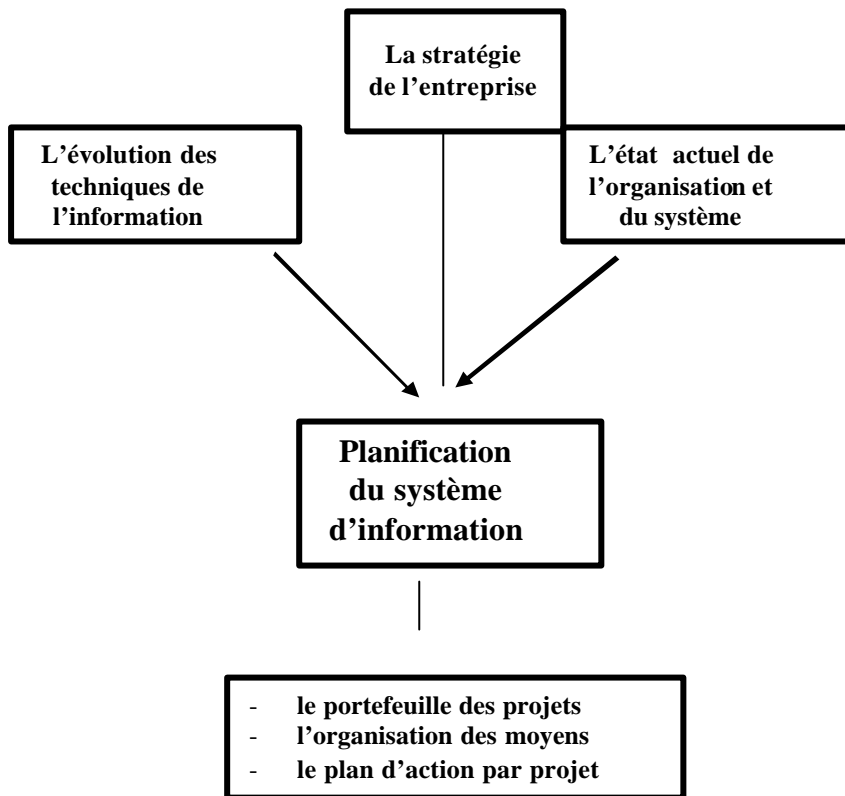 La stratégie
de l’entreprise
L’évolution des
techniques de
l’information
L’état actuel de
l’organisation et
du système
Planification
du système
d’information
- le portefeuille des projets
- l’organisation des moyens
- le plan d’action par projet